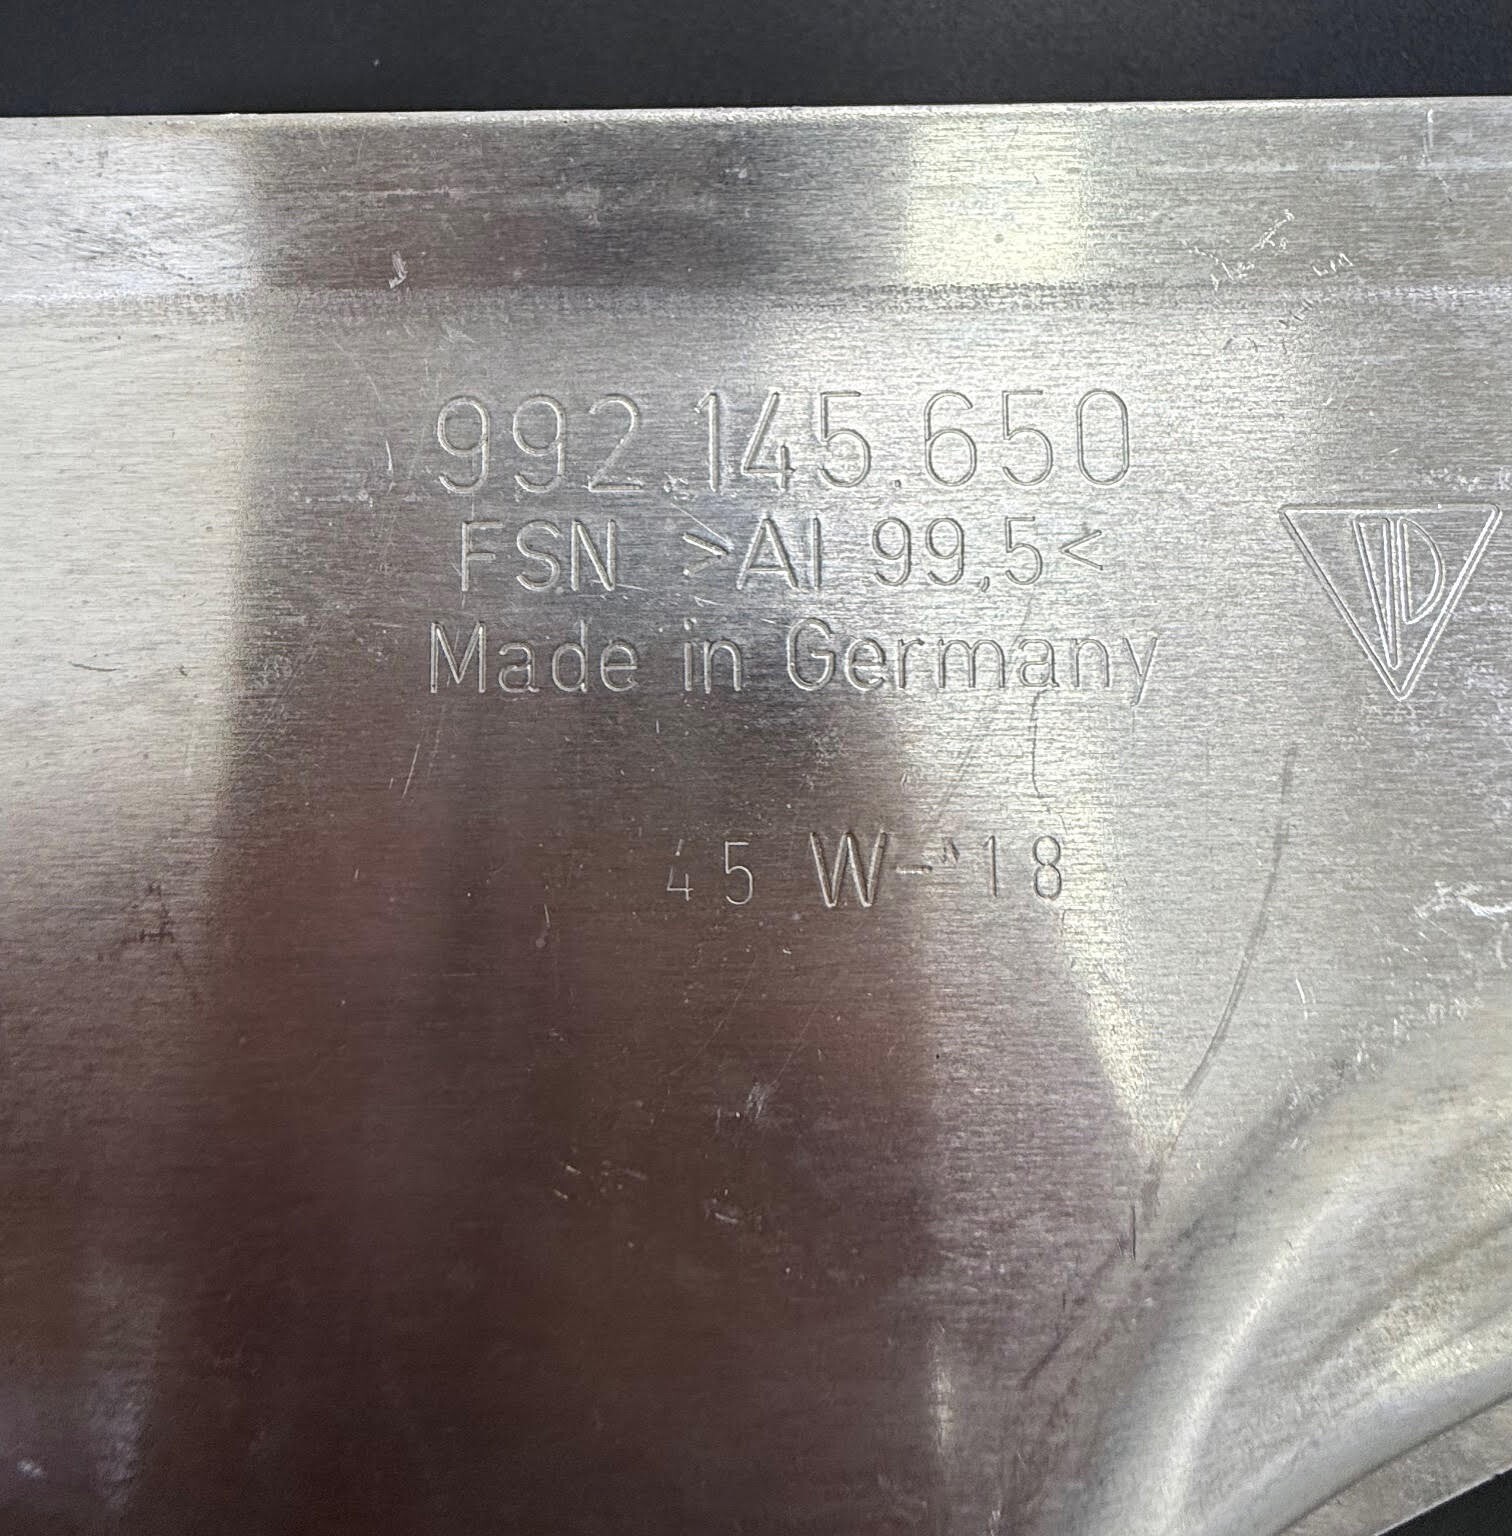 992.145.650
FSN >Al 99,5<
Made in Germany
45 W-18